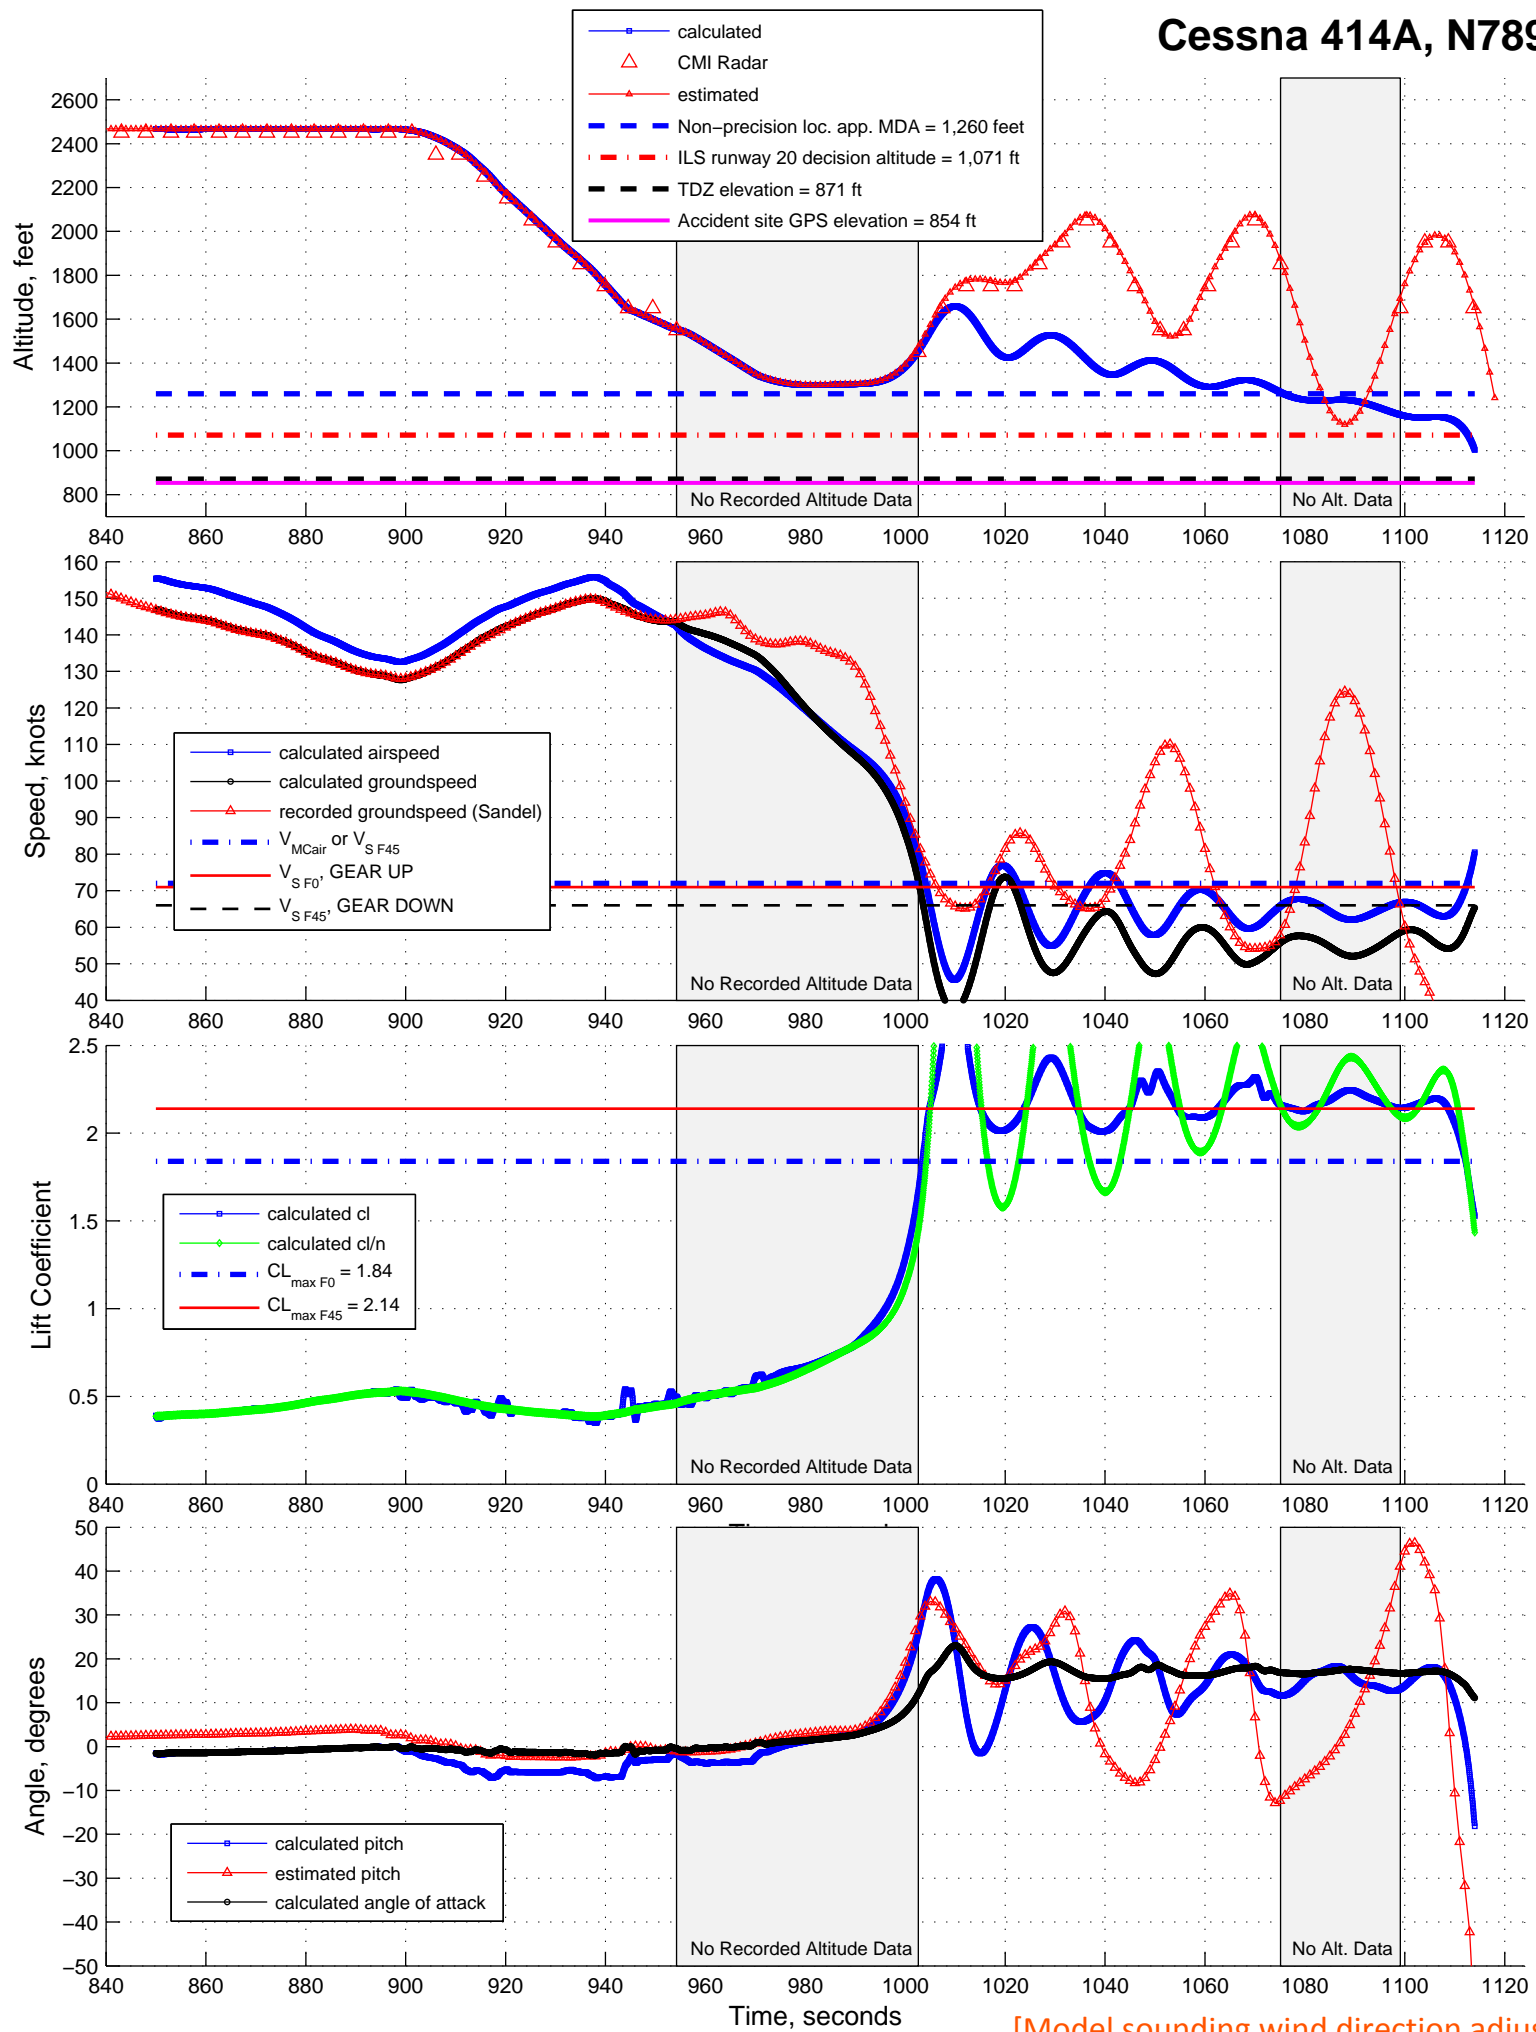 Cessna 414A, N789
calculated
CMI Radar
estimated
Non−precision loc. app. MDA = 1,260 feet
ILS runway 20 decision altitude = 1,071 ft
TDZ elevation = 871 ft
Accident site GPS elevation = 854 ft
Altitude, feet
2600
2400
2200
2000
1800
1600
1400
1200
1000
800
No Recorded Altitude Data
No Alt. Data
840 860 880 900 920 940 960 980 1000 1020 1040 1060 1080 1100 1120
Speed, knots
160
150
140
130
120
110
100
90
80
70
60
50
40
calculated airspeed
calculated groundspeed
recorded groundspeed (Sandel)
VMCair or VS F45
VS F0, GEAR UP
VS F45, GEAR DOWN
No Recorded Altitude Data
No Alt. Data
840 860 880 900 920 940 960 980 1000 1020 1040 1060 1080 1100 1120
Lift Coefficient
2.5
2
1.5
1
0.5
0
calculated cl
calculated cl/n
CLmax F0 = 1.84
CLmax F45 = 2.14
No Recorded Altitude Data
No Alt. Data
840 860 880 900 920 940 960 980 1000 1020 1040 1060 1080 1100 1120
Angle, degrees
50
40
30
20
10
0
−10
−20
−30
−40
−50
calculated pitch
estimated pitch
calculated angle of attack
No Recorded Altitude Data
No Alt. Data
840 860 880 900 920 940 960 980 1000 1020 1040 1060 1080 1100 1120
Time, seconds
[Model sounding wind direction adjus